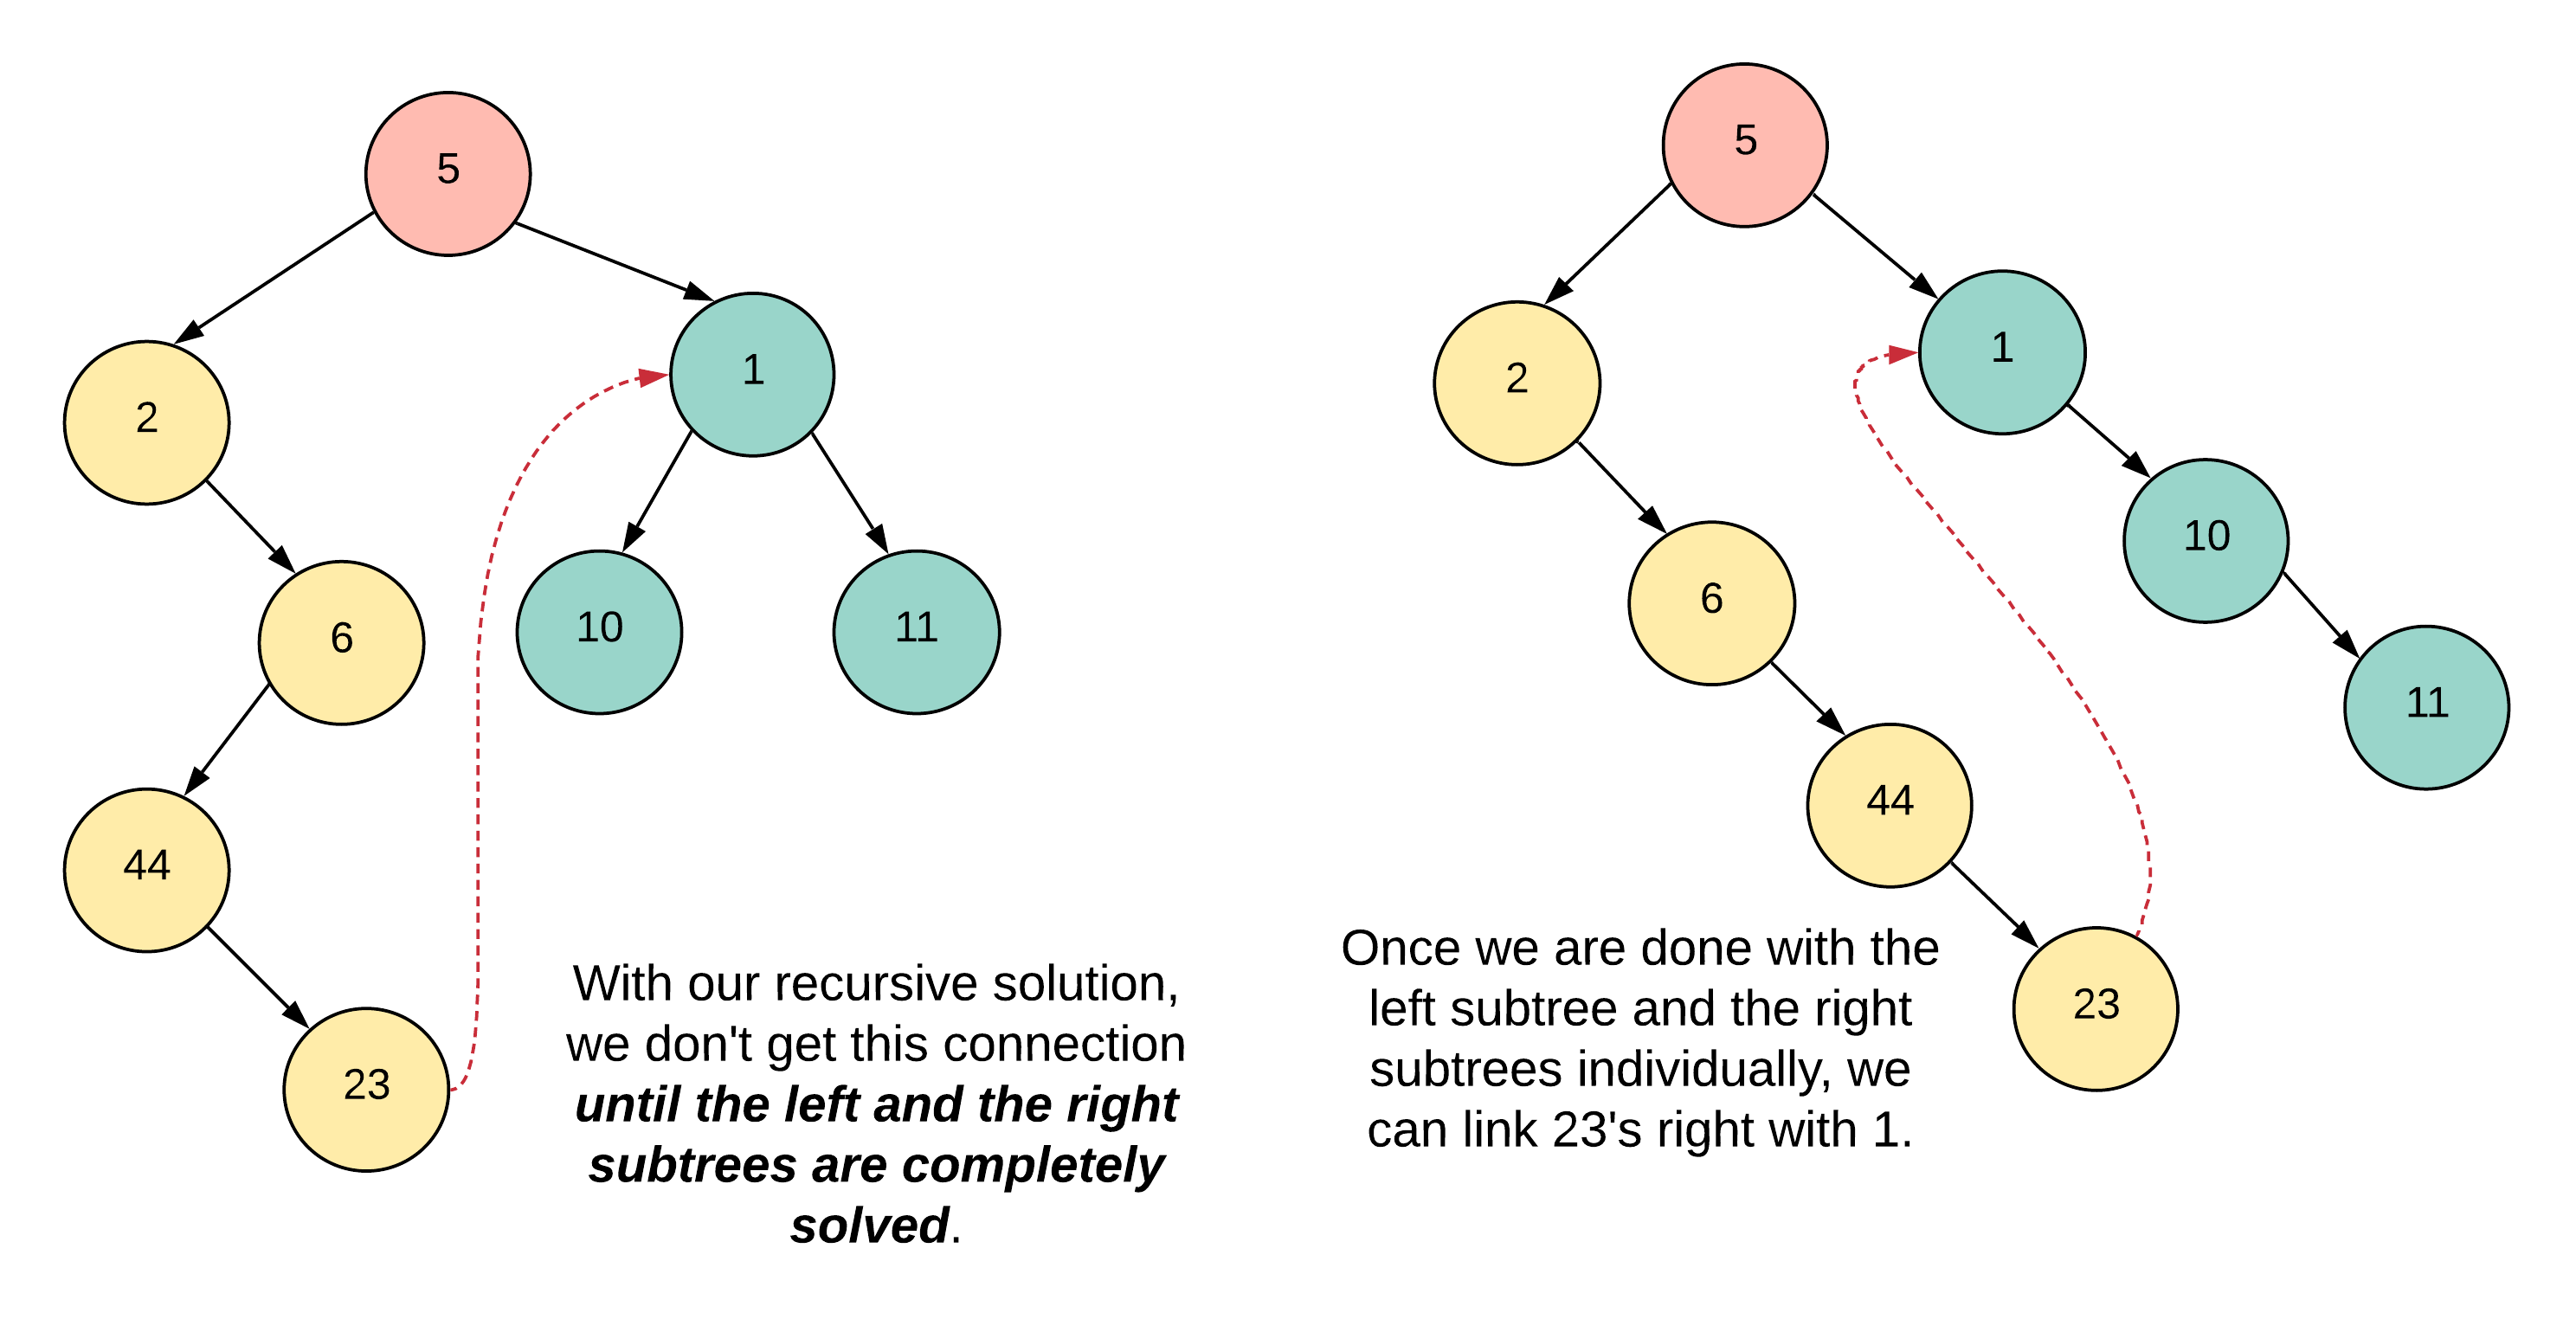 5
2
1
6
10
11
44
23
With our recursive solution,
we don't get this connection
until the left and the right
subtrees are completely
solved.
5
1
2
10
6
11
44
23
Once we are done with the
left subtree and the right
subtrees individually, we
can link 23's right with 1.